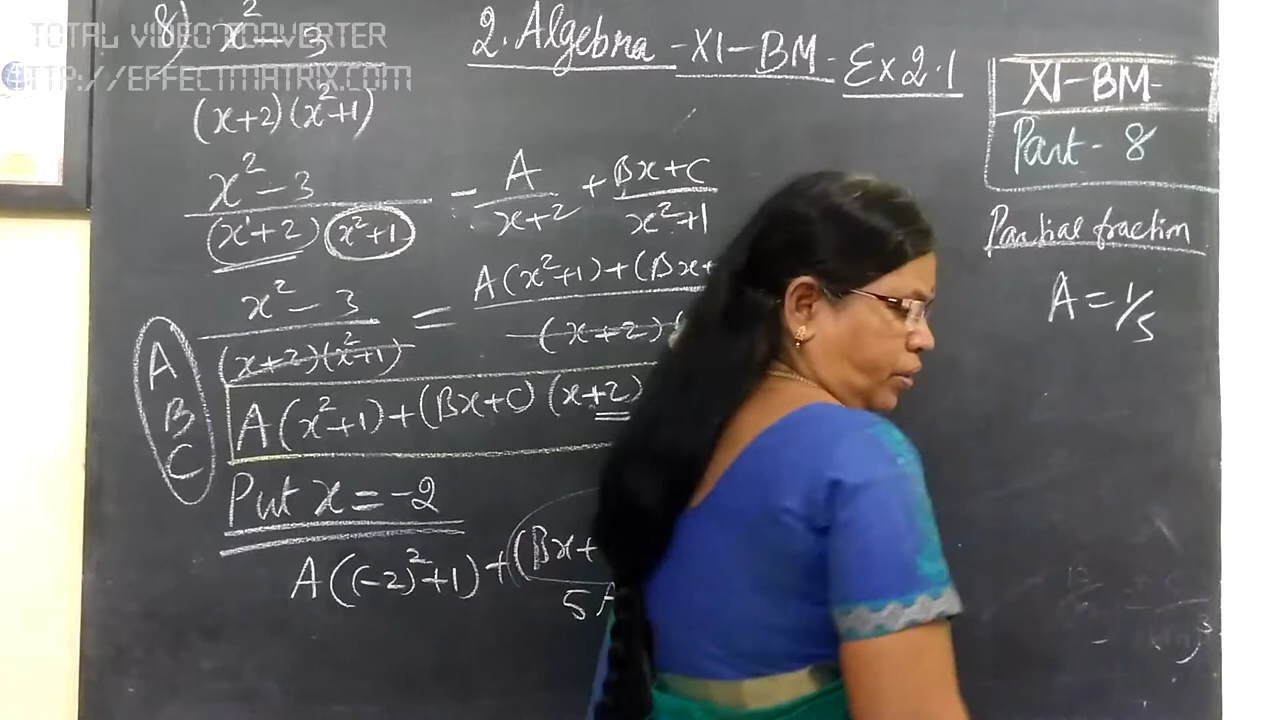 TOTAL VIDEO CONVERTER
HTTP://EFFECTMATRIX.COM
2. Algebra - XI - BM - Ex 2.1
8) x² - 3
(x+2)(x²+1)
x² - 3
(x+2)(x²+1)
= A/x+2 + Bx+C/x²+1
x² - 3
(x+2)(x²+1)
= A(x²+1)+(Bx+
(x+2)
A(x²+1)+(Bx+C)(x+2)
A
B
C
Put x = -2
A((-2)²+1)+(Bx+
5A
XI - BM -
Part - 8
Partial fraction
A = 1/5